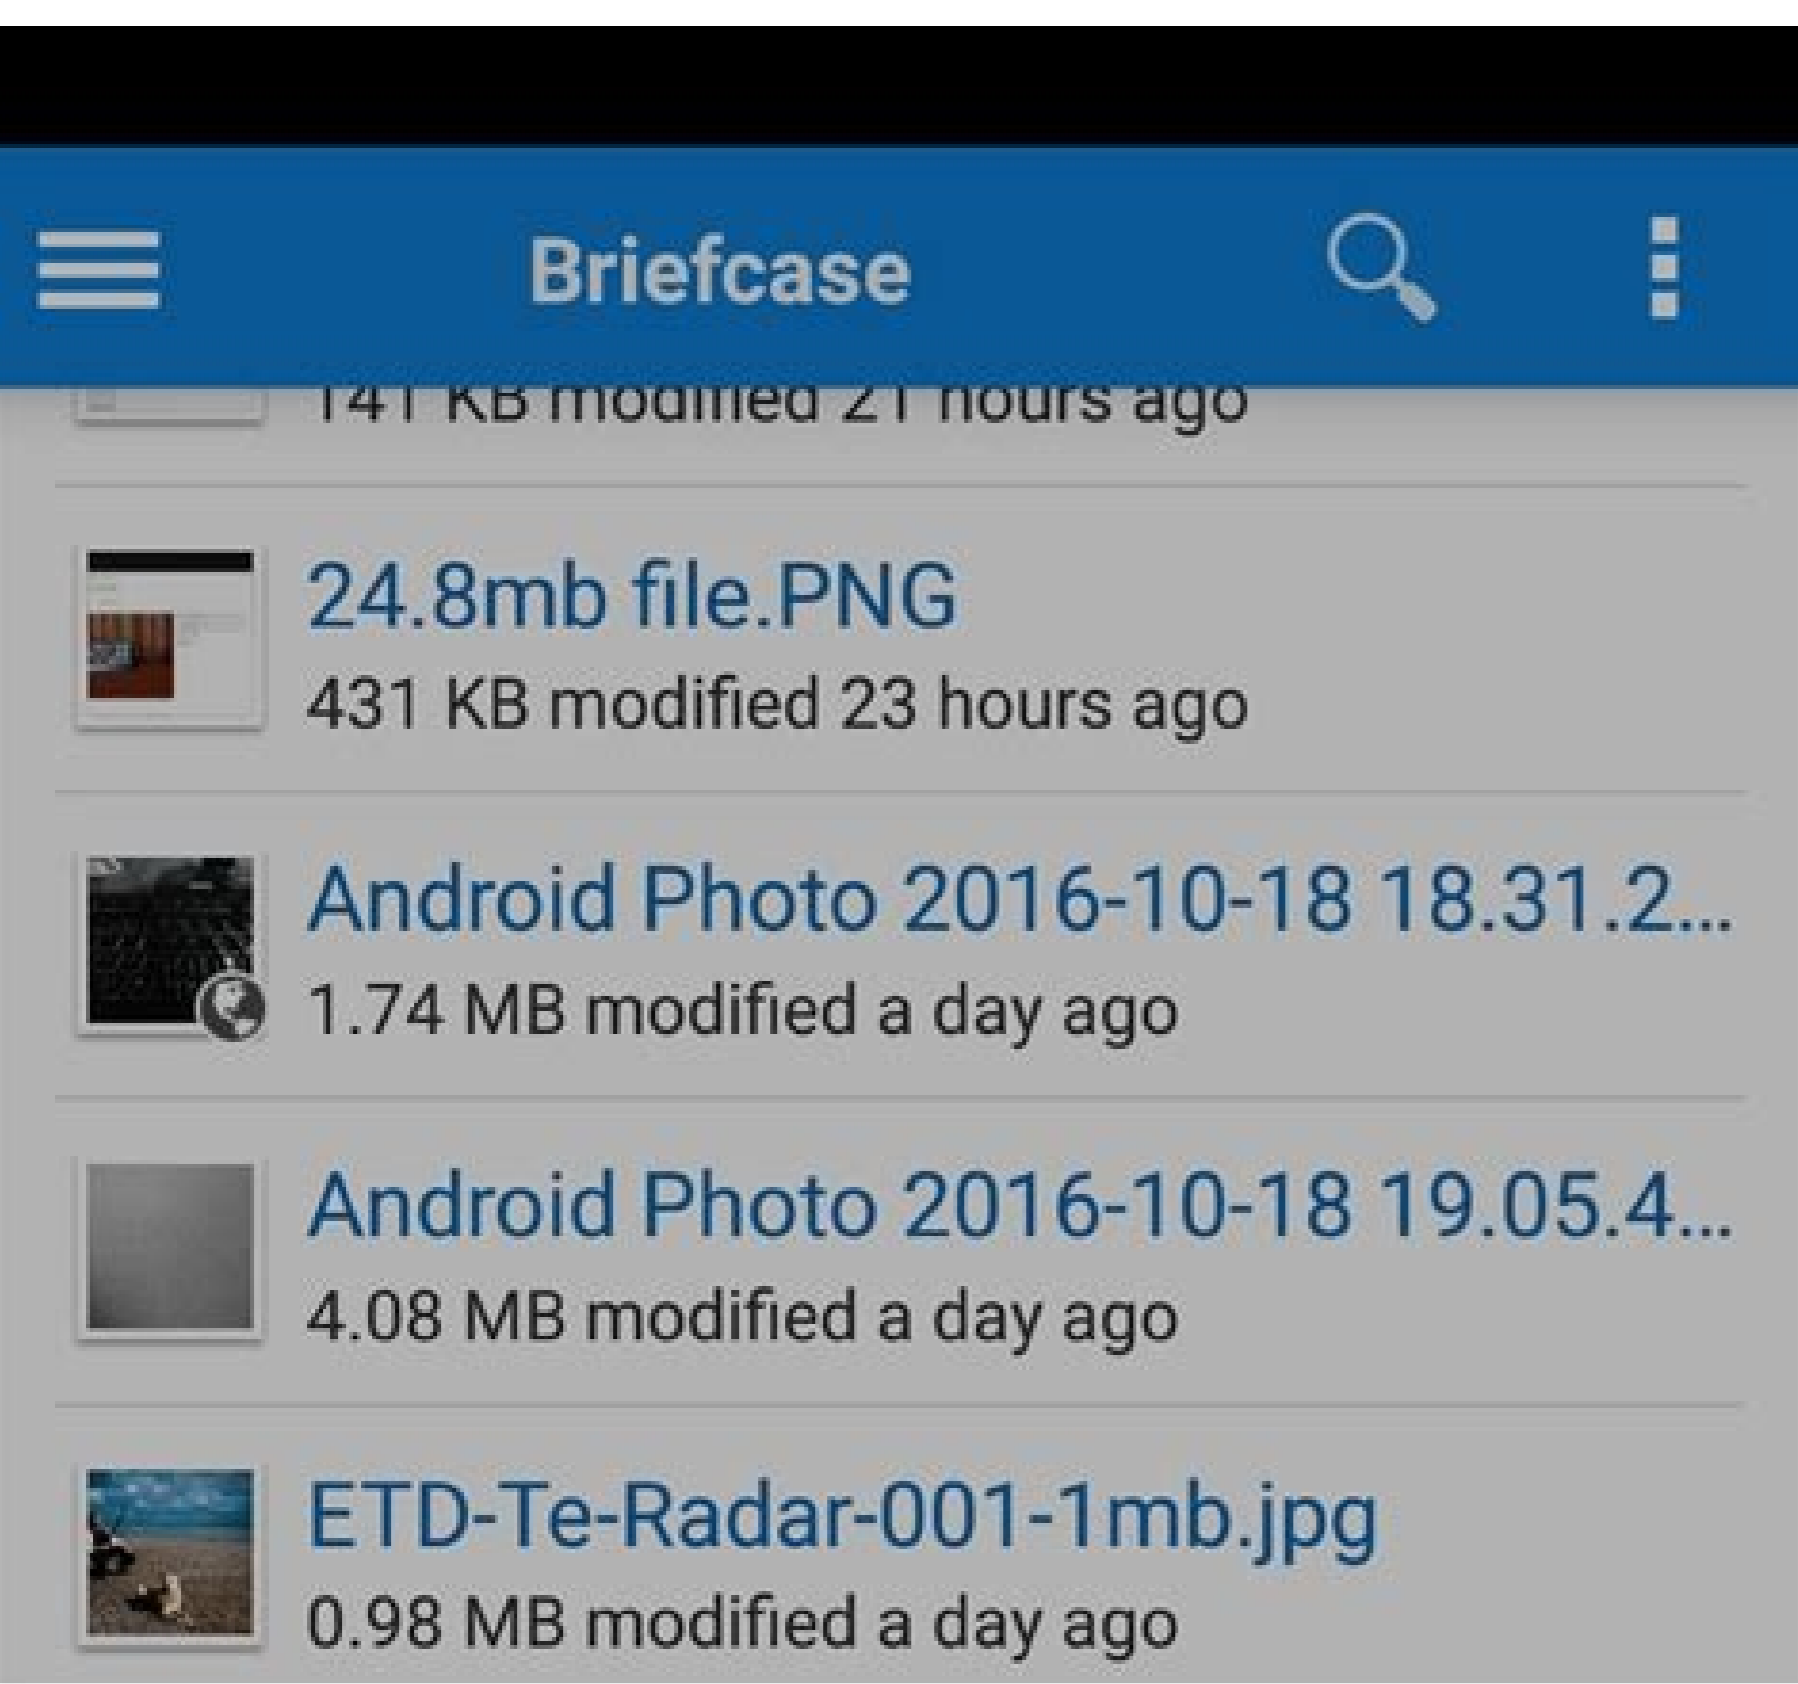 Briefcase
141 KB modified 21 hours ago
24.8mb file.PNG
431 KB modified 23 hours ago
Android Photo 2016-10-18 18.31.2...
1.74 MB modified a day ago
Android Photo 2016-10-18 19.05.4...
4.08 MB modified a day ago
ETD-Te-Radar-001-1mb.jpg
0.98 MB modified a day ago